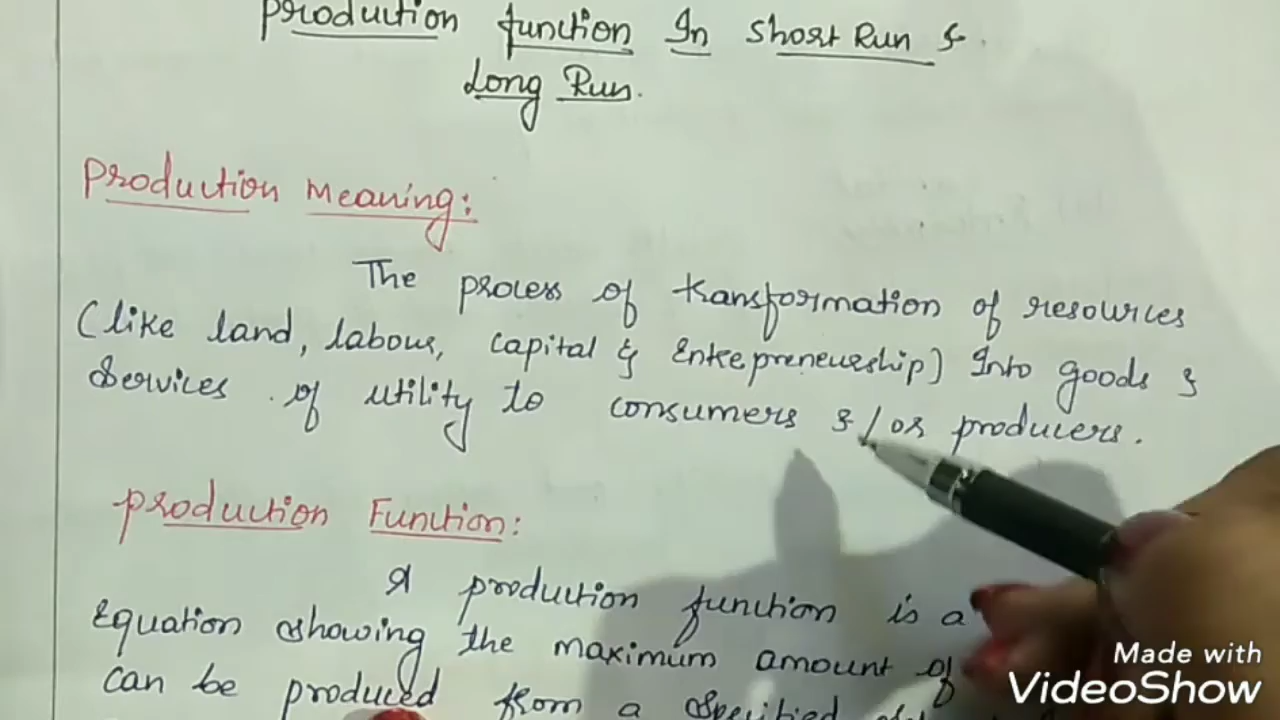 Production function In Short Run &
Long Run.
Production Meaning:
The process of transformation of resources
(like land, labour, capital & Entrepreneurship) Into goods &
Services of utility to consumers & / or producers.
Production Function:
A production function is a
Equation showing the maximum amount of
can be produced from a specified
Made with
VideoShow